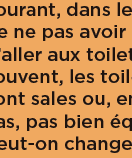 ourant, dans le
e ne pas avoir
'aller aux toilet
ouvent, les toil
ont sales ou, en
as, pas bien éq
eut-on change